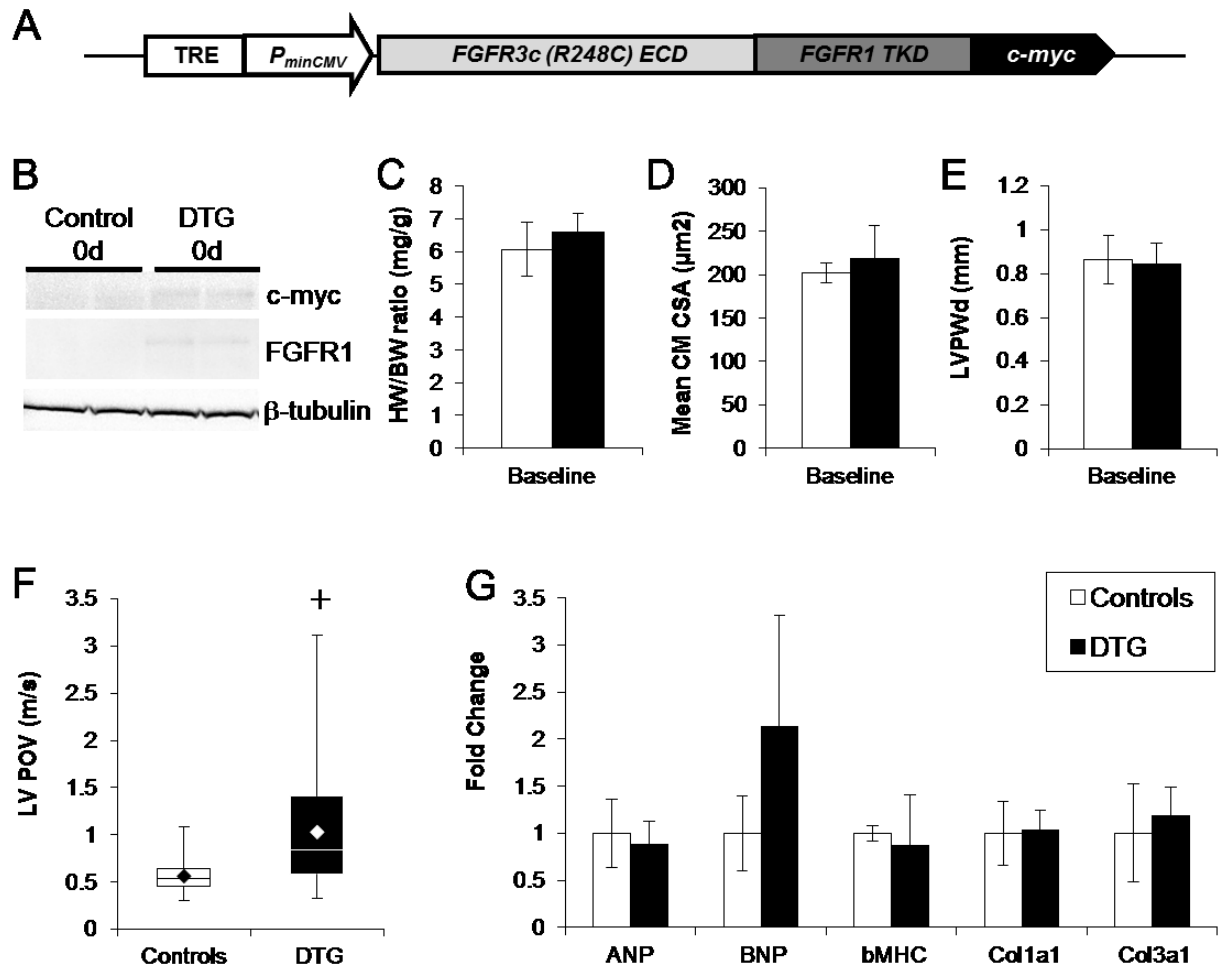 A
TRE
PminCMV
FGFR3c (R248C) ECD
FGFR1 TKD
c-myc
B
Control
0d
DTG
0d
c-myc
FGFR1
β-tubulin
C
HW/BW ratio (mg/g)
8
7
6
5
4
3
2
1
0
Baseline
D
Mean CM CSA (µm2)
300
250
200
150
100
50
0
Baseline
E
LVPWd (mm)
1.2
1
0.8
0.6
0.4
0.2
0
Baseline
F
LV POV (m/s)
3.5
3
2.5
2
1.5
1
0.5
0
+
Controls
DTG
G
Fold Change
3.5
3
2.5
2
1.5
1
0.5
0
ANP
BNP
bMHC
Col1a1
Col3a1
Controls
DTG